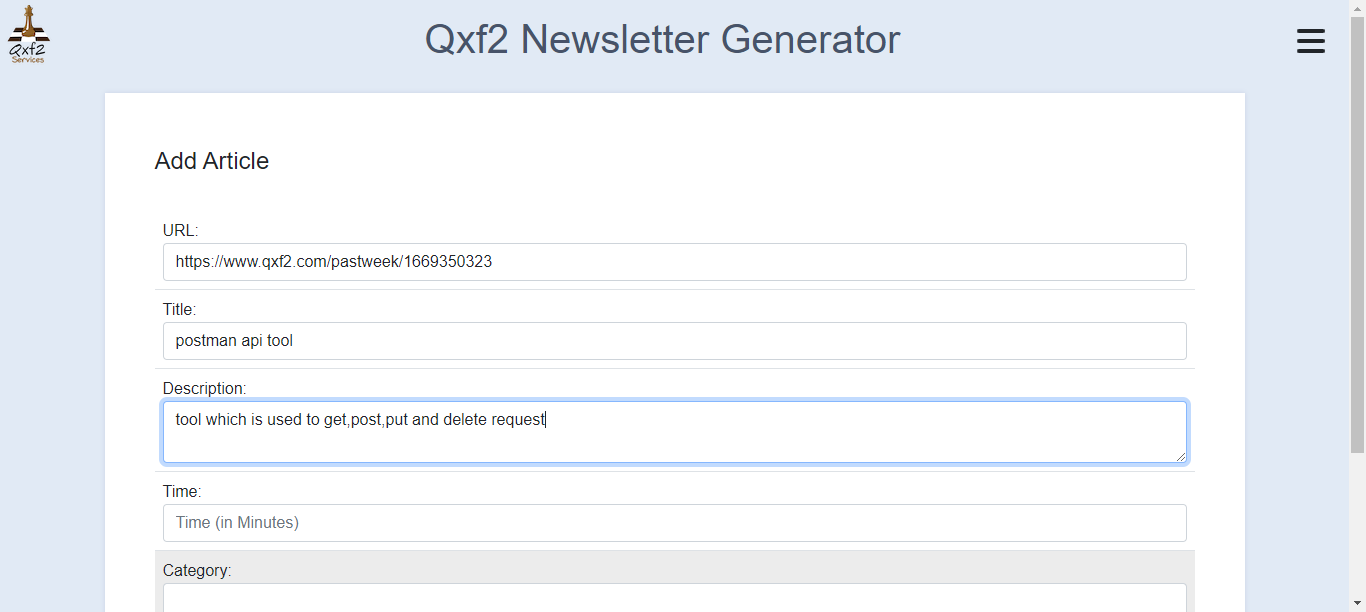 Qxf2
Services
Qxf2 Newsletter Generator
Add Article
URL:
https://www.qxf2.com/pastweek/1669350323
Title:
postman api tool
Description:
tool which is used to get,post,put and delete request
Time:
Time (in Minutes)
Category: